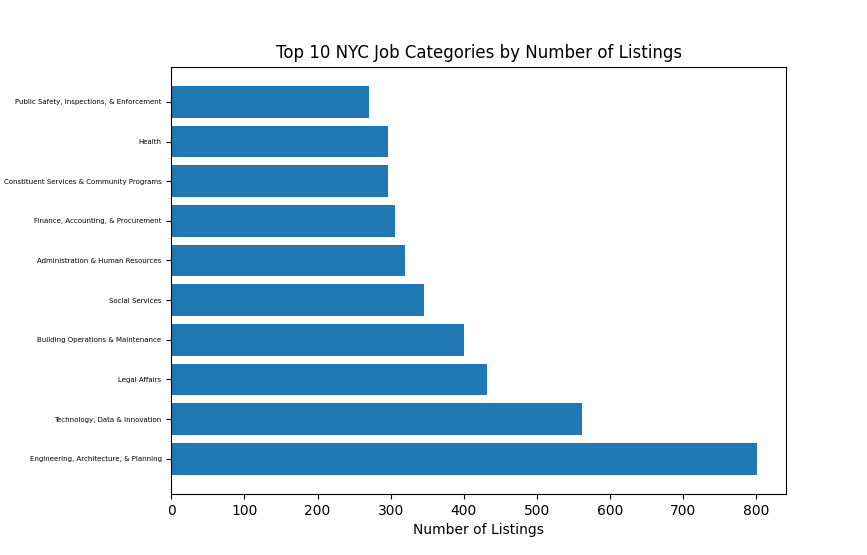 Top 10 NYC Job Categories by Number of Listings
Public Safety, Inspections, & Enforcement
Health
Constituent Services & Community Programs
Finance, Accounting, & Procurement
Administration & Human Resources
Social Services
Building Operations & Maintenance
Legal Affairs
Technology, Data & Innovation
Engineering, Architecture, & Planning
0 100 200 300 400 500 600 700 800
Number of Listings